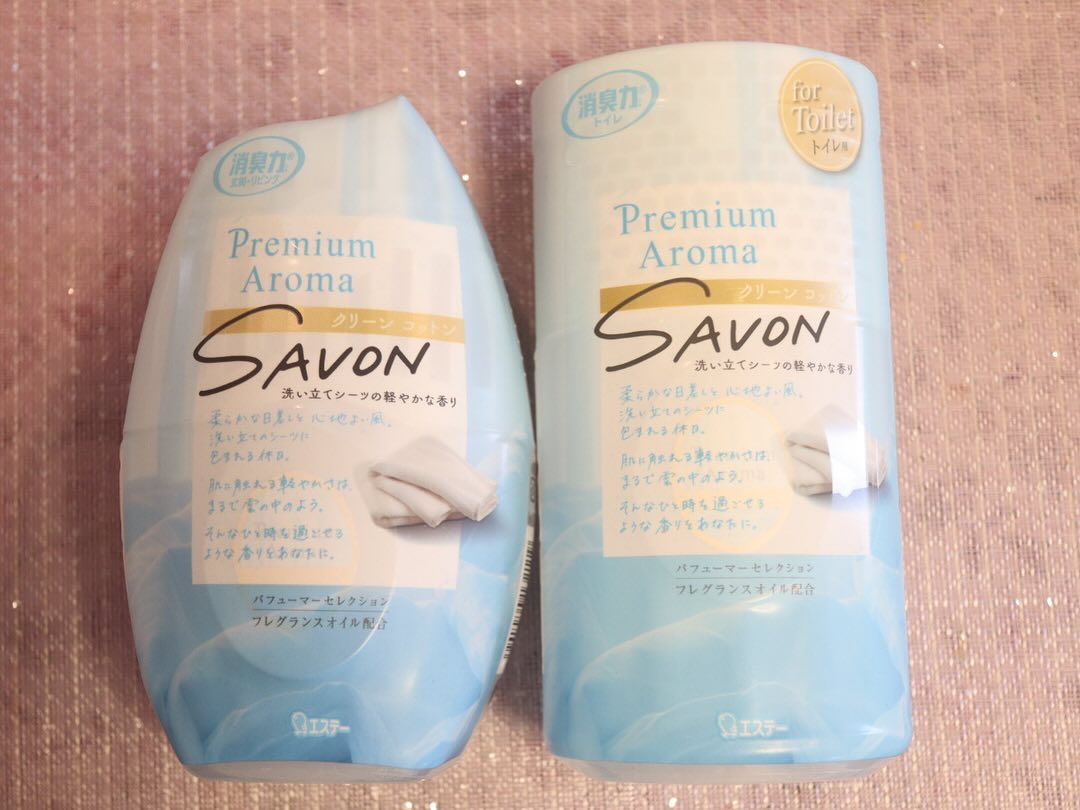 消臭力®
玄関・リビング
Premium
Aroma
クリーン コットン
SAVON
洗い立てシーツの軽やかな香り
柔らかな日差しと心地よい風。
洗い立てのシーツに
包まれる休日。
肌に触れる軽やかさは、
まるで雲の中のよう。
そんなひと時を過ごせる
ような香りをあなたに。
パフューマーセレクション
フレグランスオイル配合
エステー
消臭力®
トイレ
for
Toilet
トイレ用
Premium
Aroma
クリーン コットン
SAVON
洗い立てシーツの軽やかな香り
柔らかな日差しと心地よい風。
洗い立てのシーツに
包まれる休日。
肌に触れる軽やかさは、
まるで雲の中のよう。
そんなひと時を過ごせる
ような香りをあなたに。
パフューマーセレクション
フレグランスオイル配合
エステー